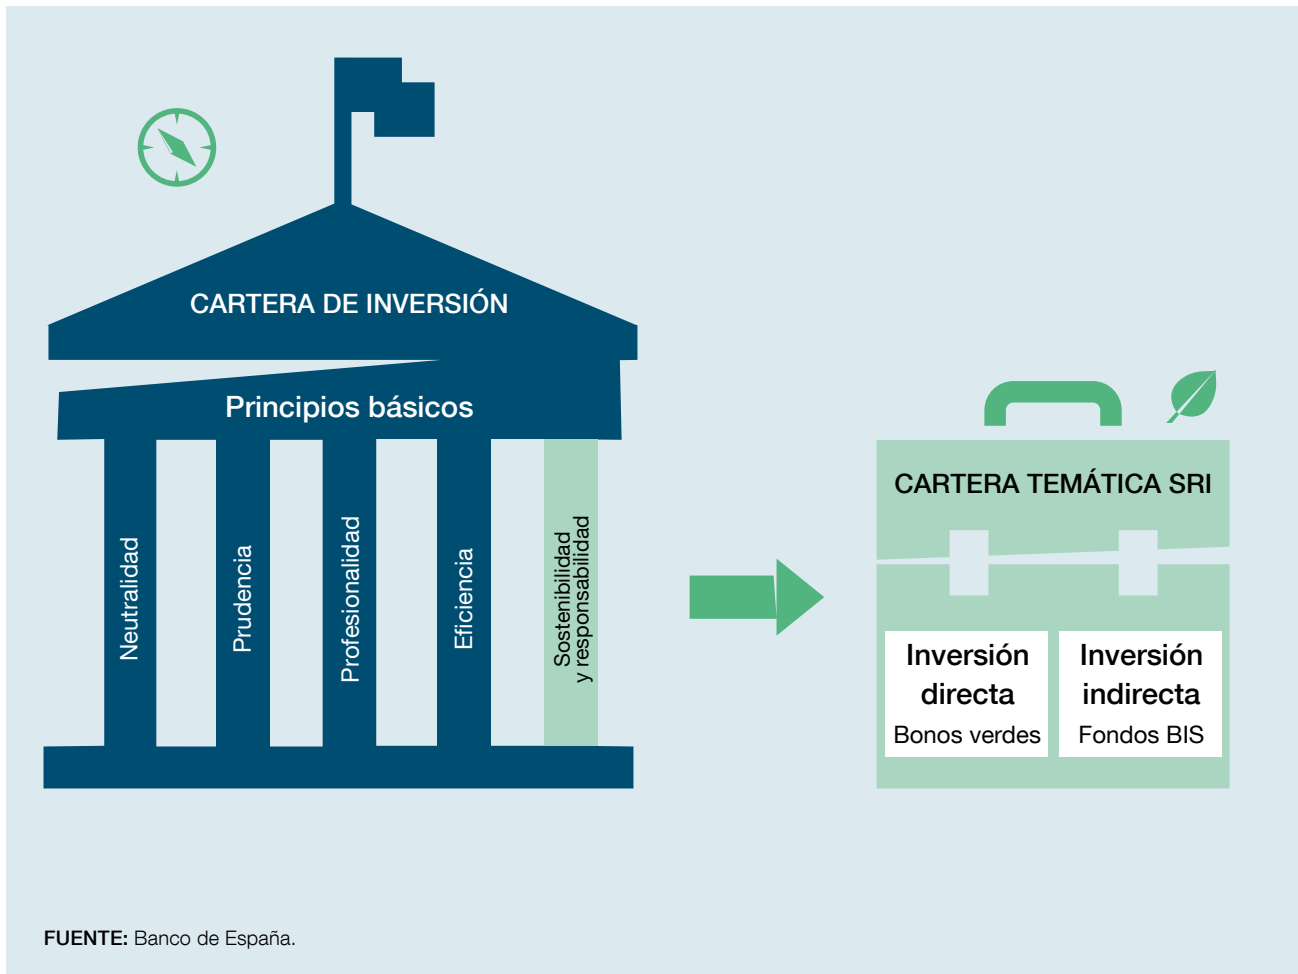 CARTERA DE INVERSIÓN
Principios básicos
Neutralidad
Prudencia
Profesionalidad
Eficiencia
Sostenibilidad
y responsabilidad
CARTERA TEMÁTICA SRI
Inversión
directa
Bonos verdes
Inversión
indirecta
Fondos BIS
FUENTE: Banco de España.